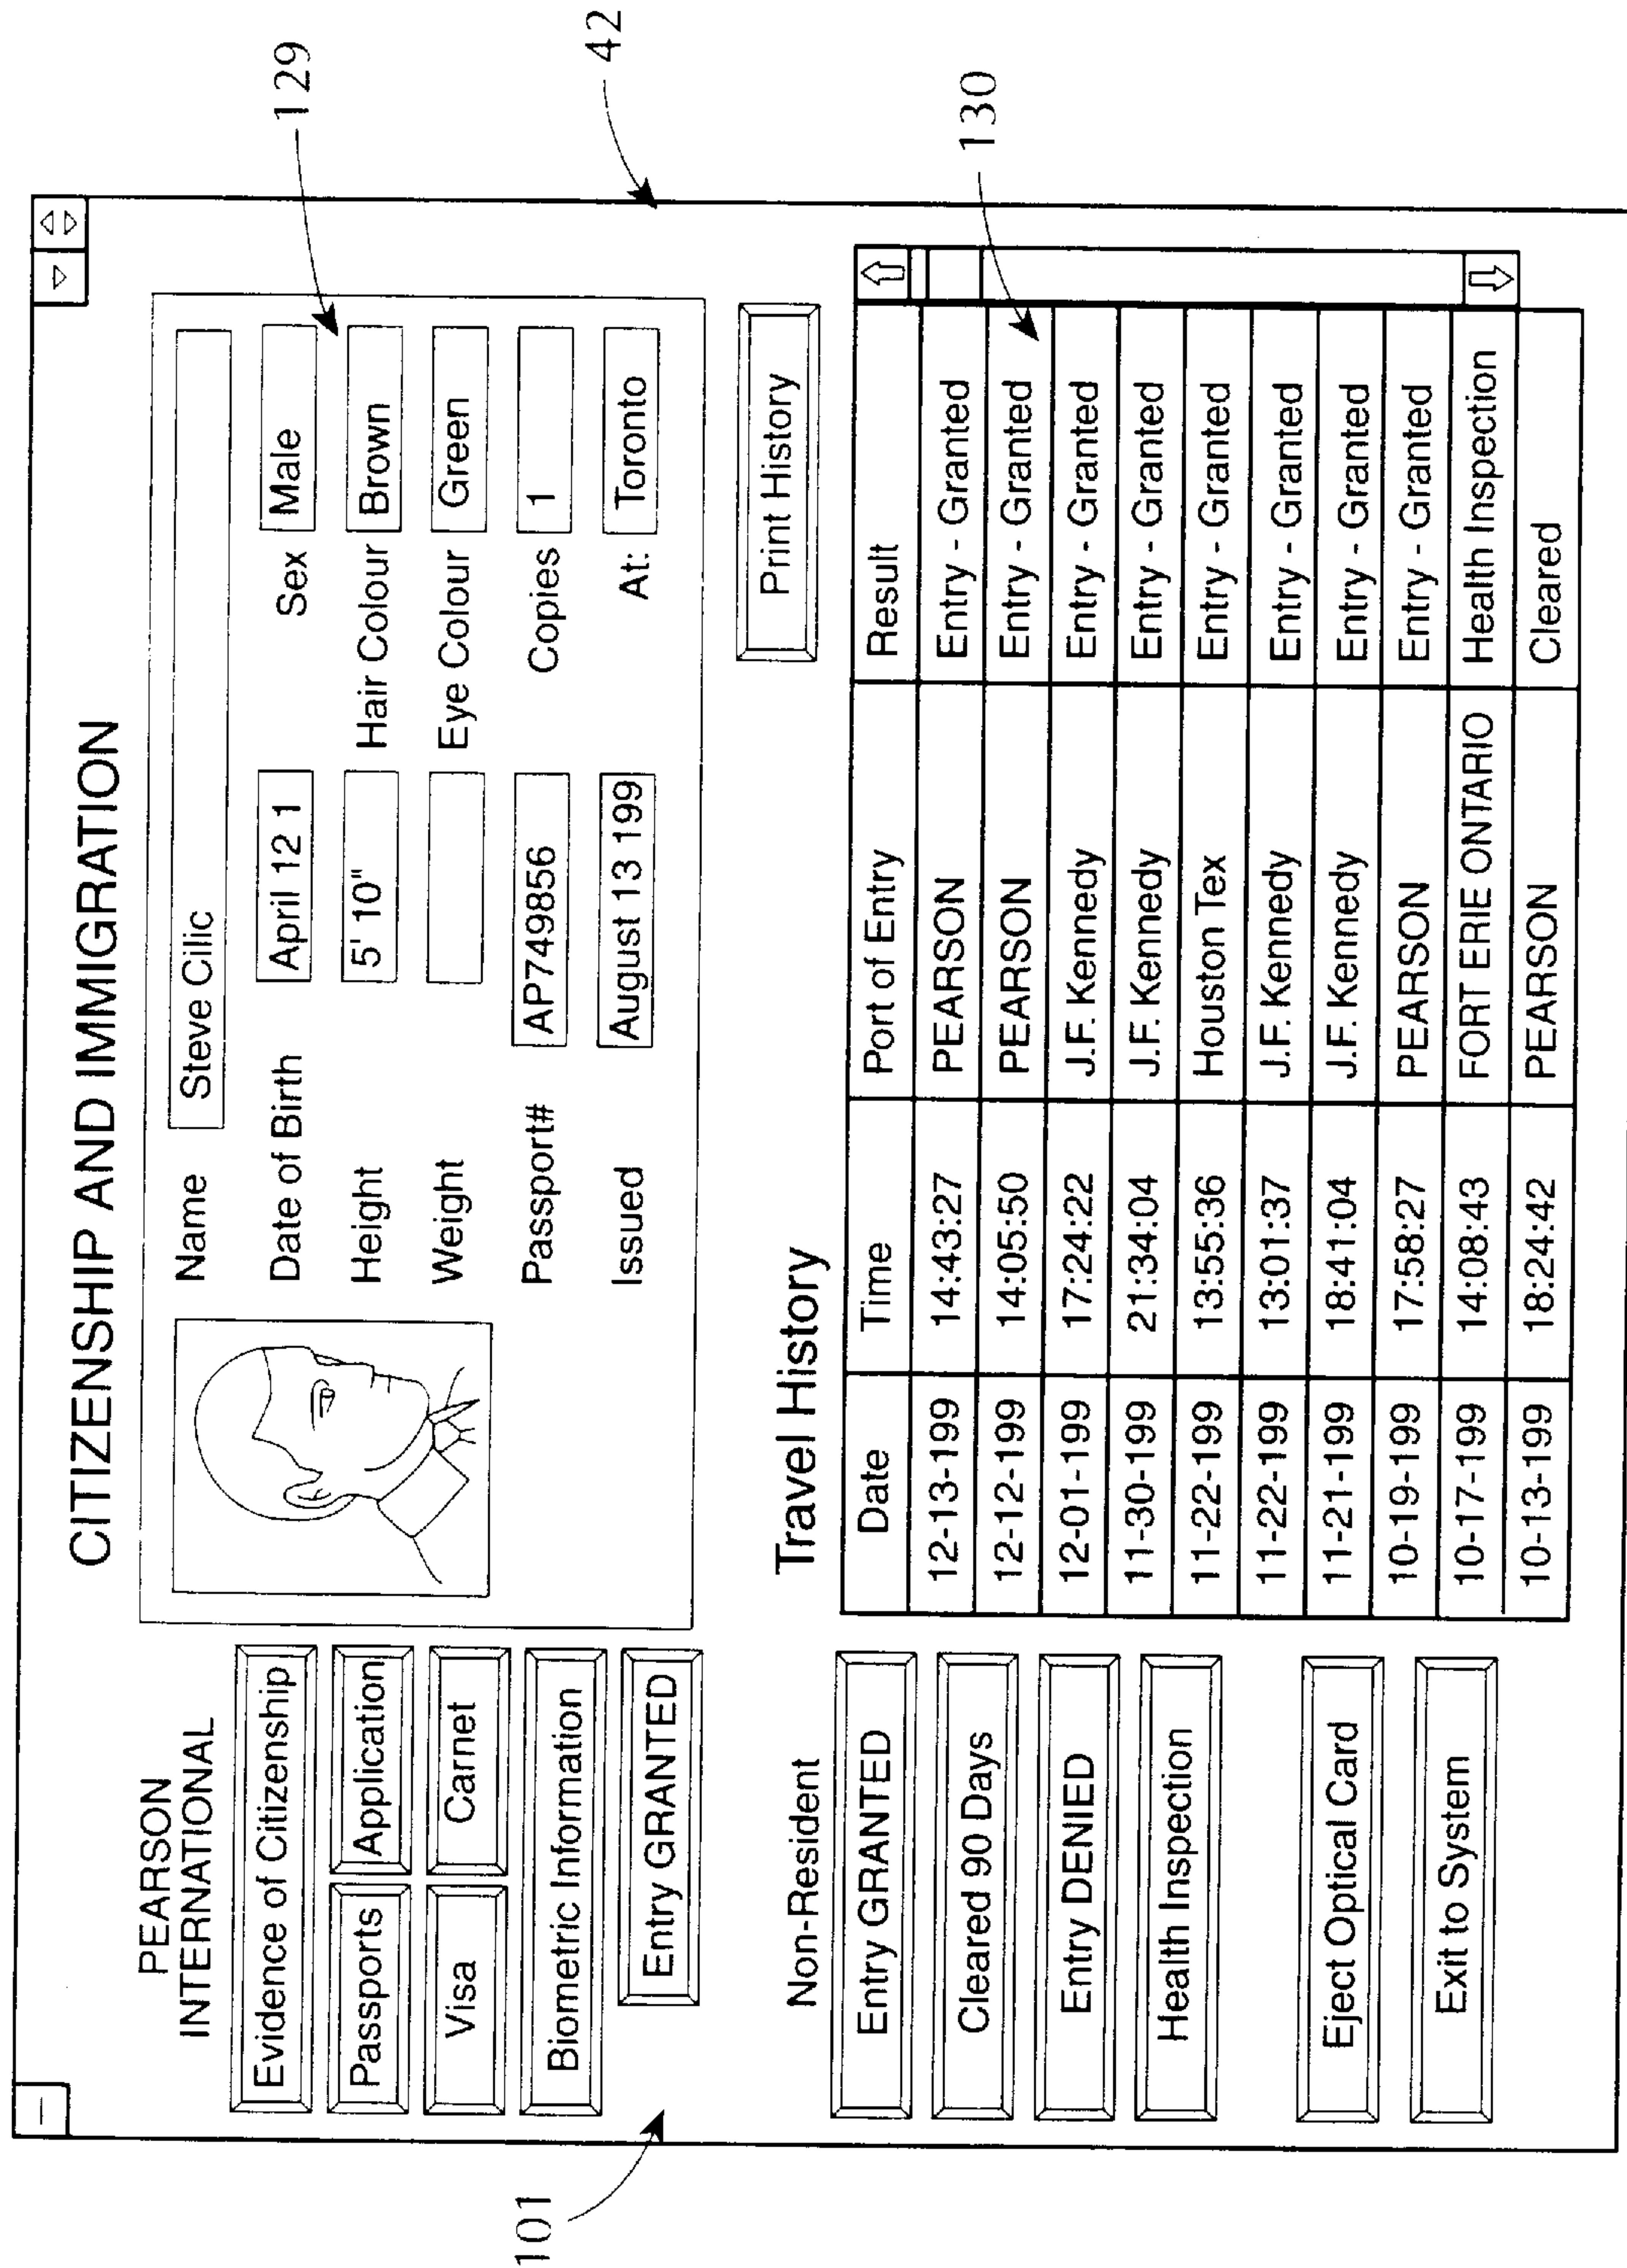 CITIZENSHIP AND IMMIGRATION
PEARSON
INTERNATIONAL
Evidence of Citizenship
Passports Application
Visa Carnet
Biometric Information
Entry GRANTED
Name Steve Cilic
Date of Birth April 12 1 Sex Male
Height 5' 10" Hair Colour Brown
Weight Eye Colour Green
Passport# AP749856 Copies 1
Issued August 13 199 At: Toronto
129
42
101
Print History
Travel History
Non-Resident
Entry GRANTED
Cleared 90 Days
Entry DENIED
Health Inspection
Eject Optical Card
Exit to System
Date Time Port of Entry Result
12-13-199 14:43:27 PEARSON Entry - Granted
12-12-199 14:05:50 PEARSON Entry - Granted
12-01-199 17:24:22 J.F. Kennedy Entry - Granted
11-30-199 21:34:04 J.F. Kennedy Entry - Granted
11-22-199 13:55:36 Houston Tex Entry - Granted
11-22-199 13:01:37 J.F. Kennedy Entry - Granted
11-21-199 18:41:04 J.F. Kennedy Entry - Granted
10-19-199 17:58:27 PEARSON Entry - Granted
10-17-199 14:08:43 FORT ERIE ONTARIO Health Inspection
10-13-199 18:24:42 PEARSON Cleared
130